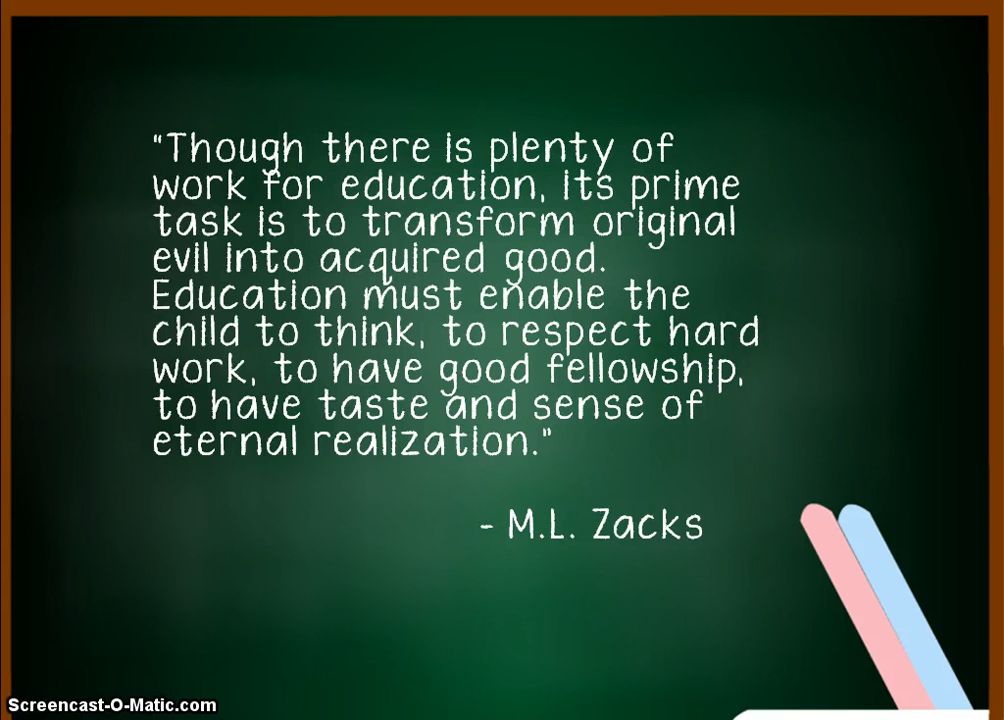 "Though there is plenty of
work for education, its prime
task is to transform original
evil into acquired good.
Education must enable the
child to think, to respect hard
work, to have good fellowship,
to have taste and sense of
eternal realization."
- M.L. Zacks
Screencast-O-Matic.com